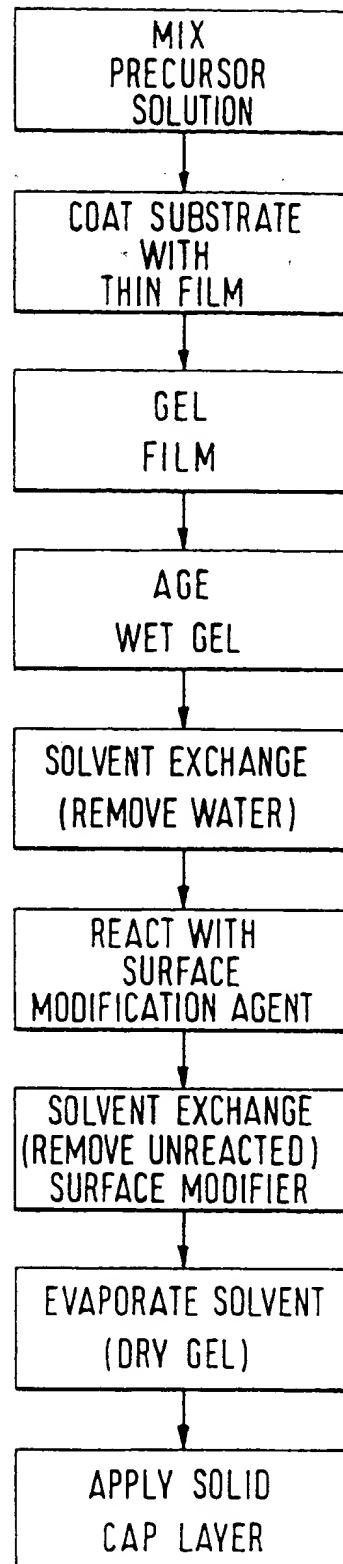 MIX
PRECURSOR
SOLUTION
COAT SUBSTRATE
WITH
THIN FILM
GEL
FILM
AGE
WET GEL
SOLVENT EXCHANGE
(REMOVE WATER)
REACT WITH
SURFACE
MODIFICATION AGENT
SOLVENT EXCHANGE
(REMOVE UNREACTED)
SURFACE MODIFIER
EVAPORATE SOLVENT
(DRY GEL)
APPLY SOLID
CAP LAYER